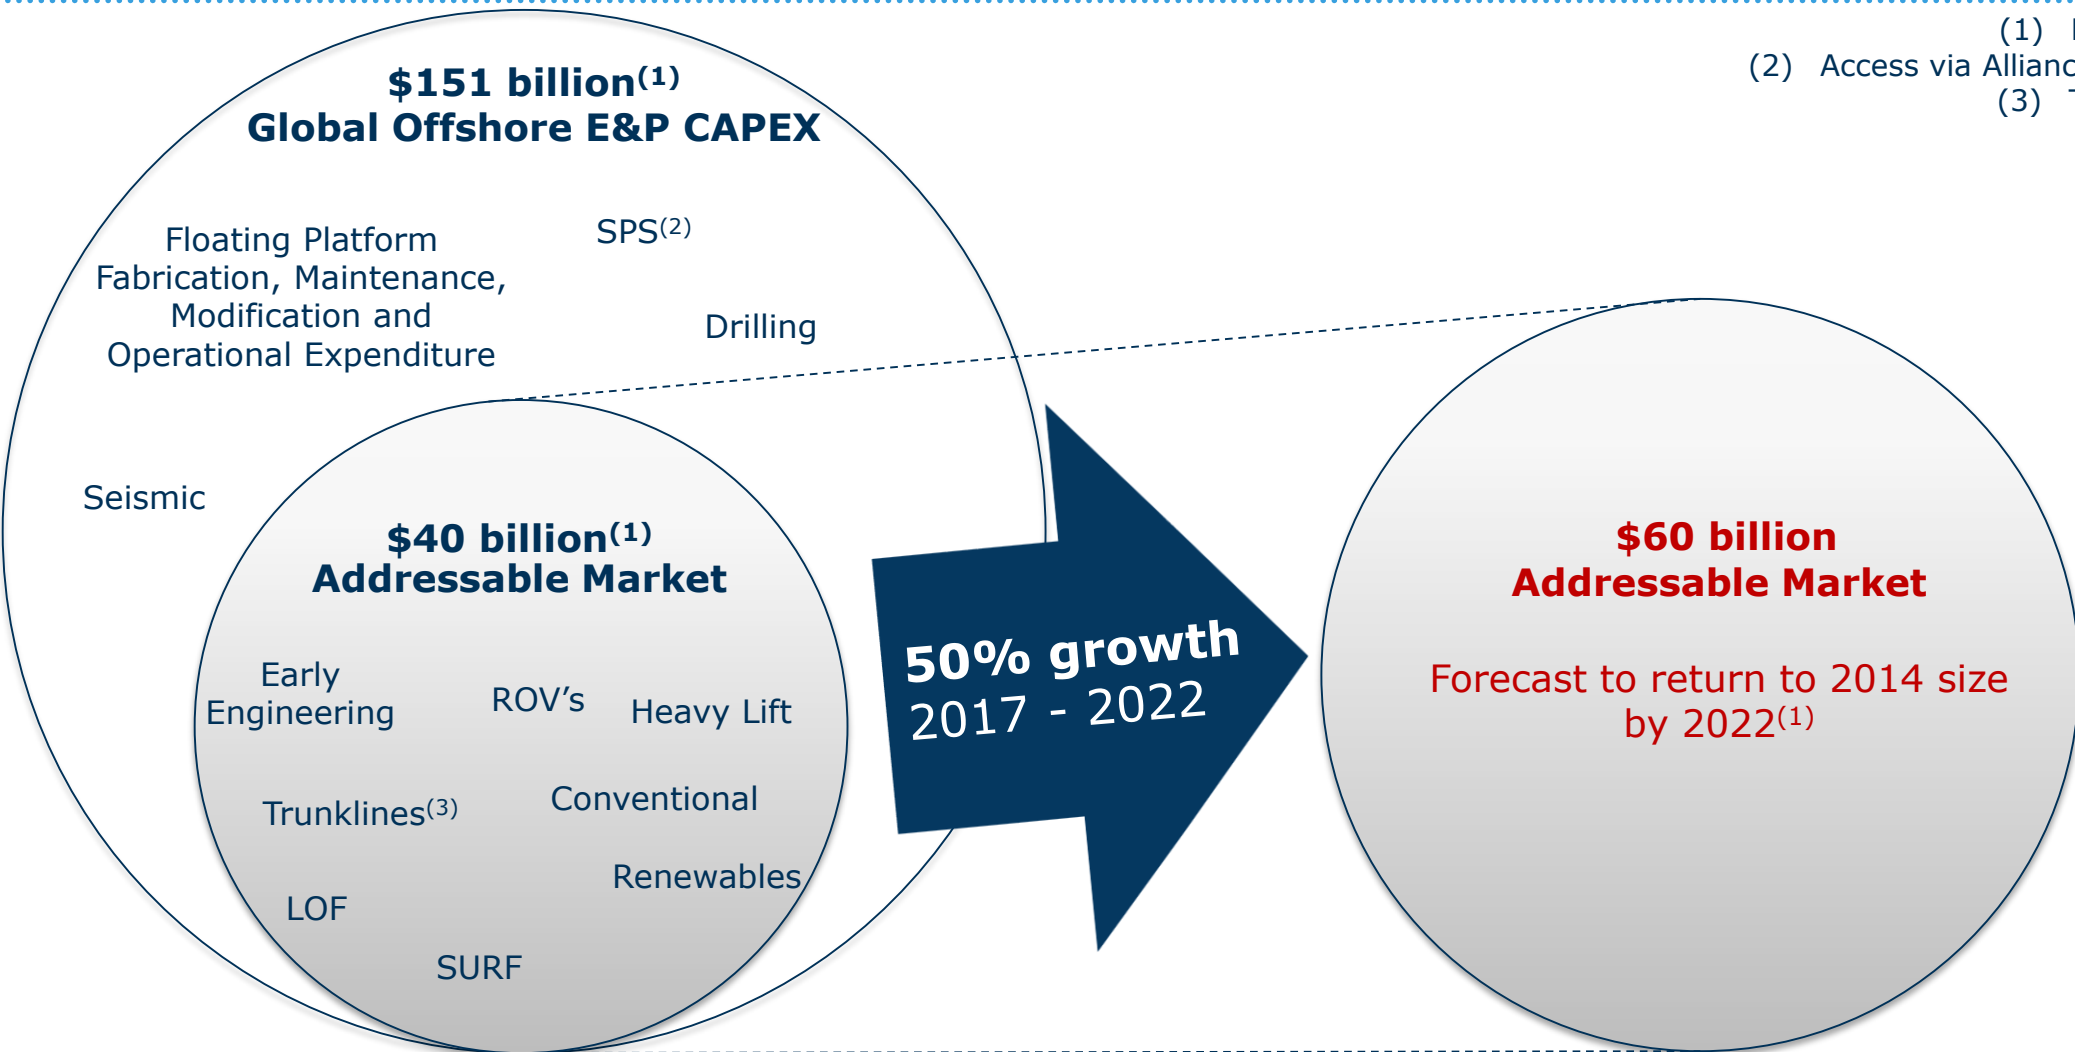 (1)
(2) Access via
(3)
$151 billion(1)
Global Offshore E&P CAPEX
Floating Platform
Fabrication, Maintenance,
Modification and
Operational Expenditure
SPS(2)
Drilling
Seismic
$40 billion(1)
Addressable Market
Early
Engineering
ROV’s
Heavy Lift
Trunklines(3)
Conventional
Renewables
LOF
SURF
50% growth
2017 - 2022
$60 billion
Addressable Market
Forecast to return to 2014 size
by 2022(1)